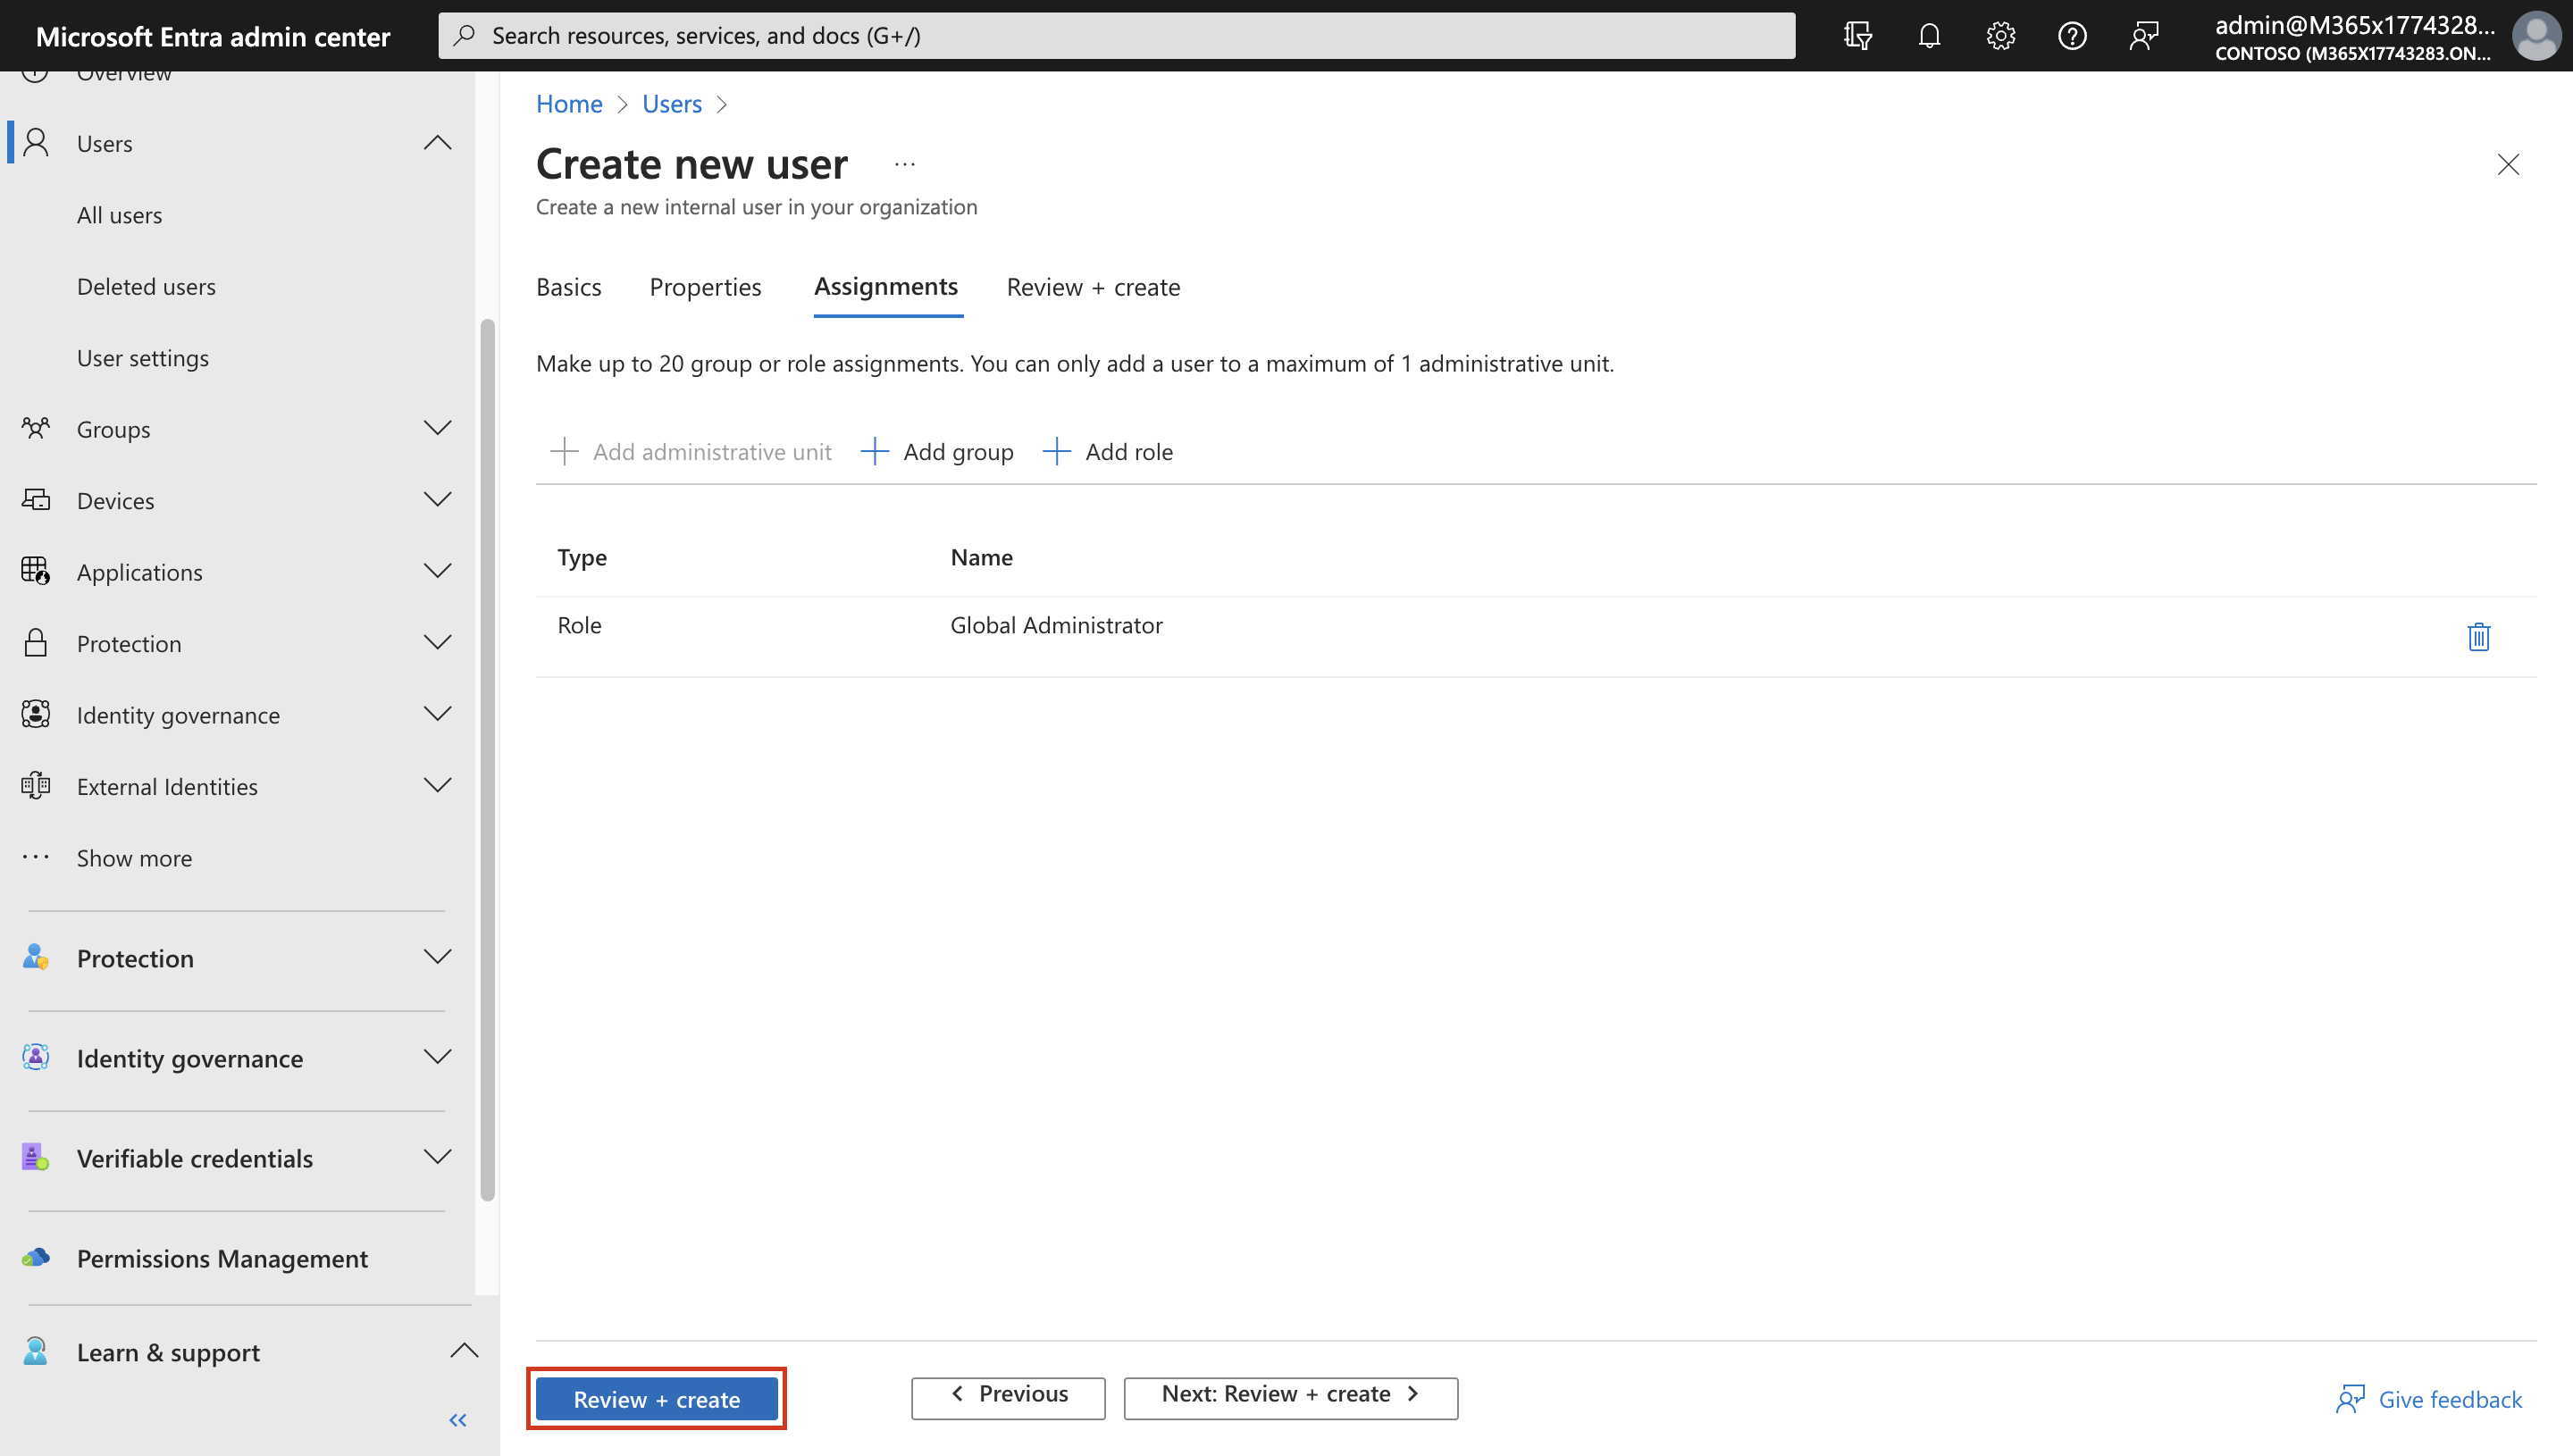 Microsoft Entra admin center
Search resources, services, and docs (G+/)
admin@M365x1774328...
CONTOSO (M365X17743283.ON...
Overview
Users
All users
Deleted users
User settings
Groups
Devices
Applications
Protection
Identity governance
External Identities
Show more
Protection
Identity governance
Verifiable credentials
Permissions Management
Learn & support
Home > Users >
Create new user ...
Create a new internal user in your organization
Basics Properties Assignments Review + create
Make up to 20 group or role assignments. You can only add a user to a maximum of 1 administrative unit.
Add administrative unit Add group Add role
Type Name
Role Global Administrator
Review + create Previous Next: Review + create Give feedback